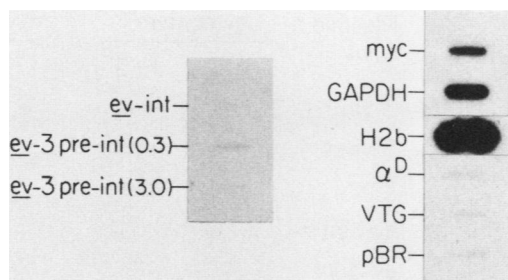 ev-int
ev-3 pre-int(0.3)
ev-3 pre-int(3.0)
myc
GAPDH
H2b
αD
VTG
pBR